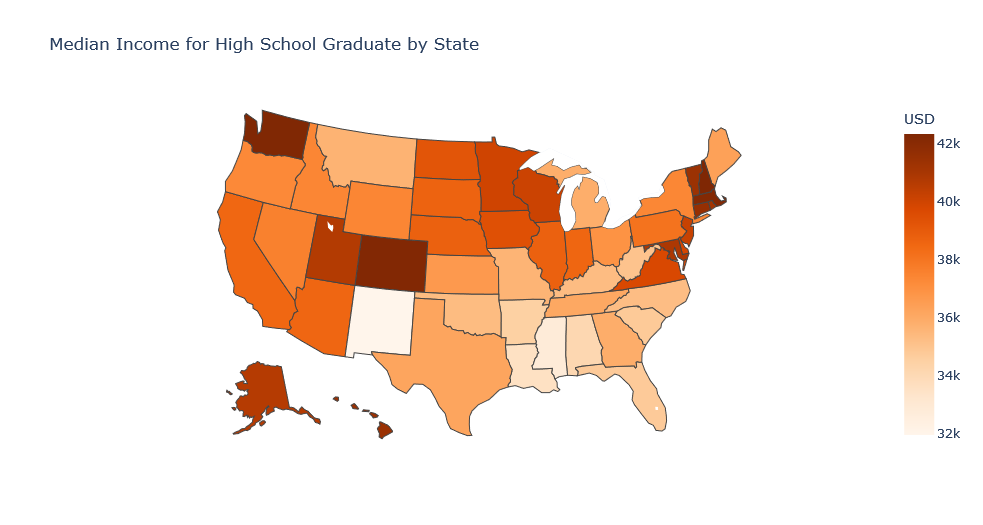 Median Income for High School Graduate by State
USD
42k
40k
38k
36k
34k
32k